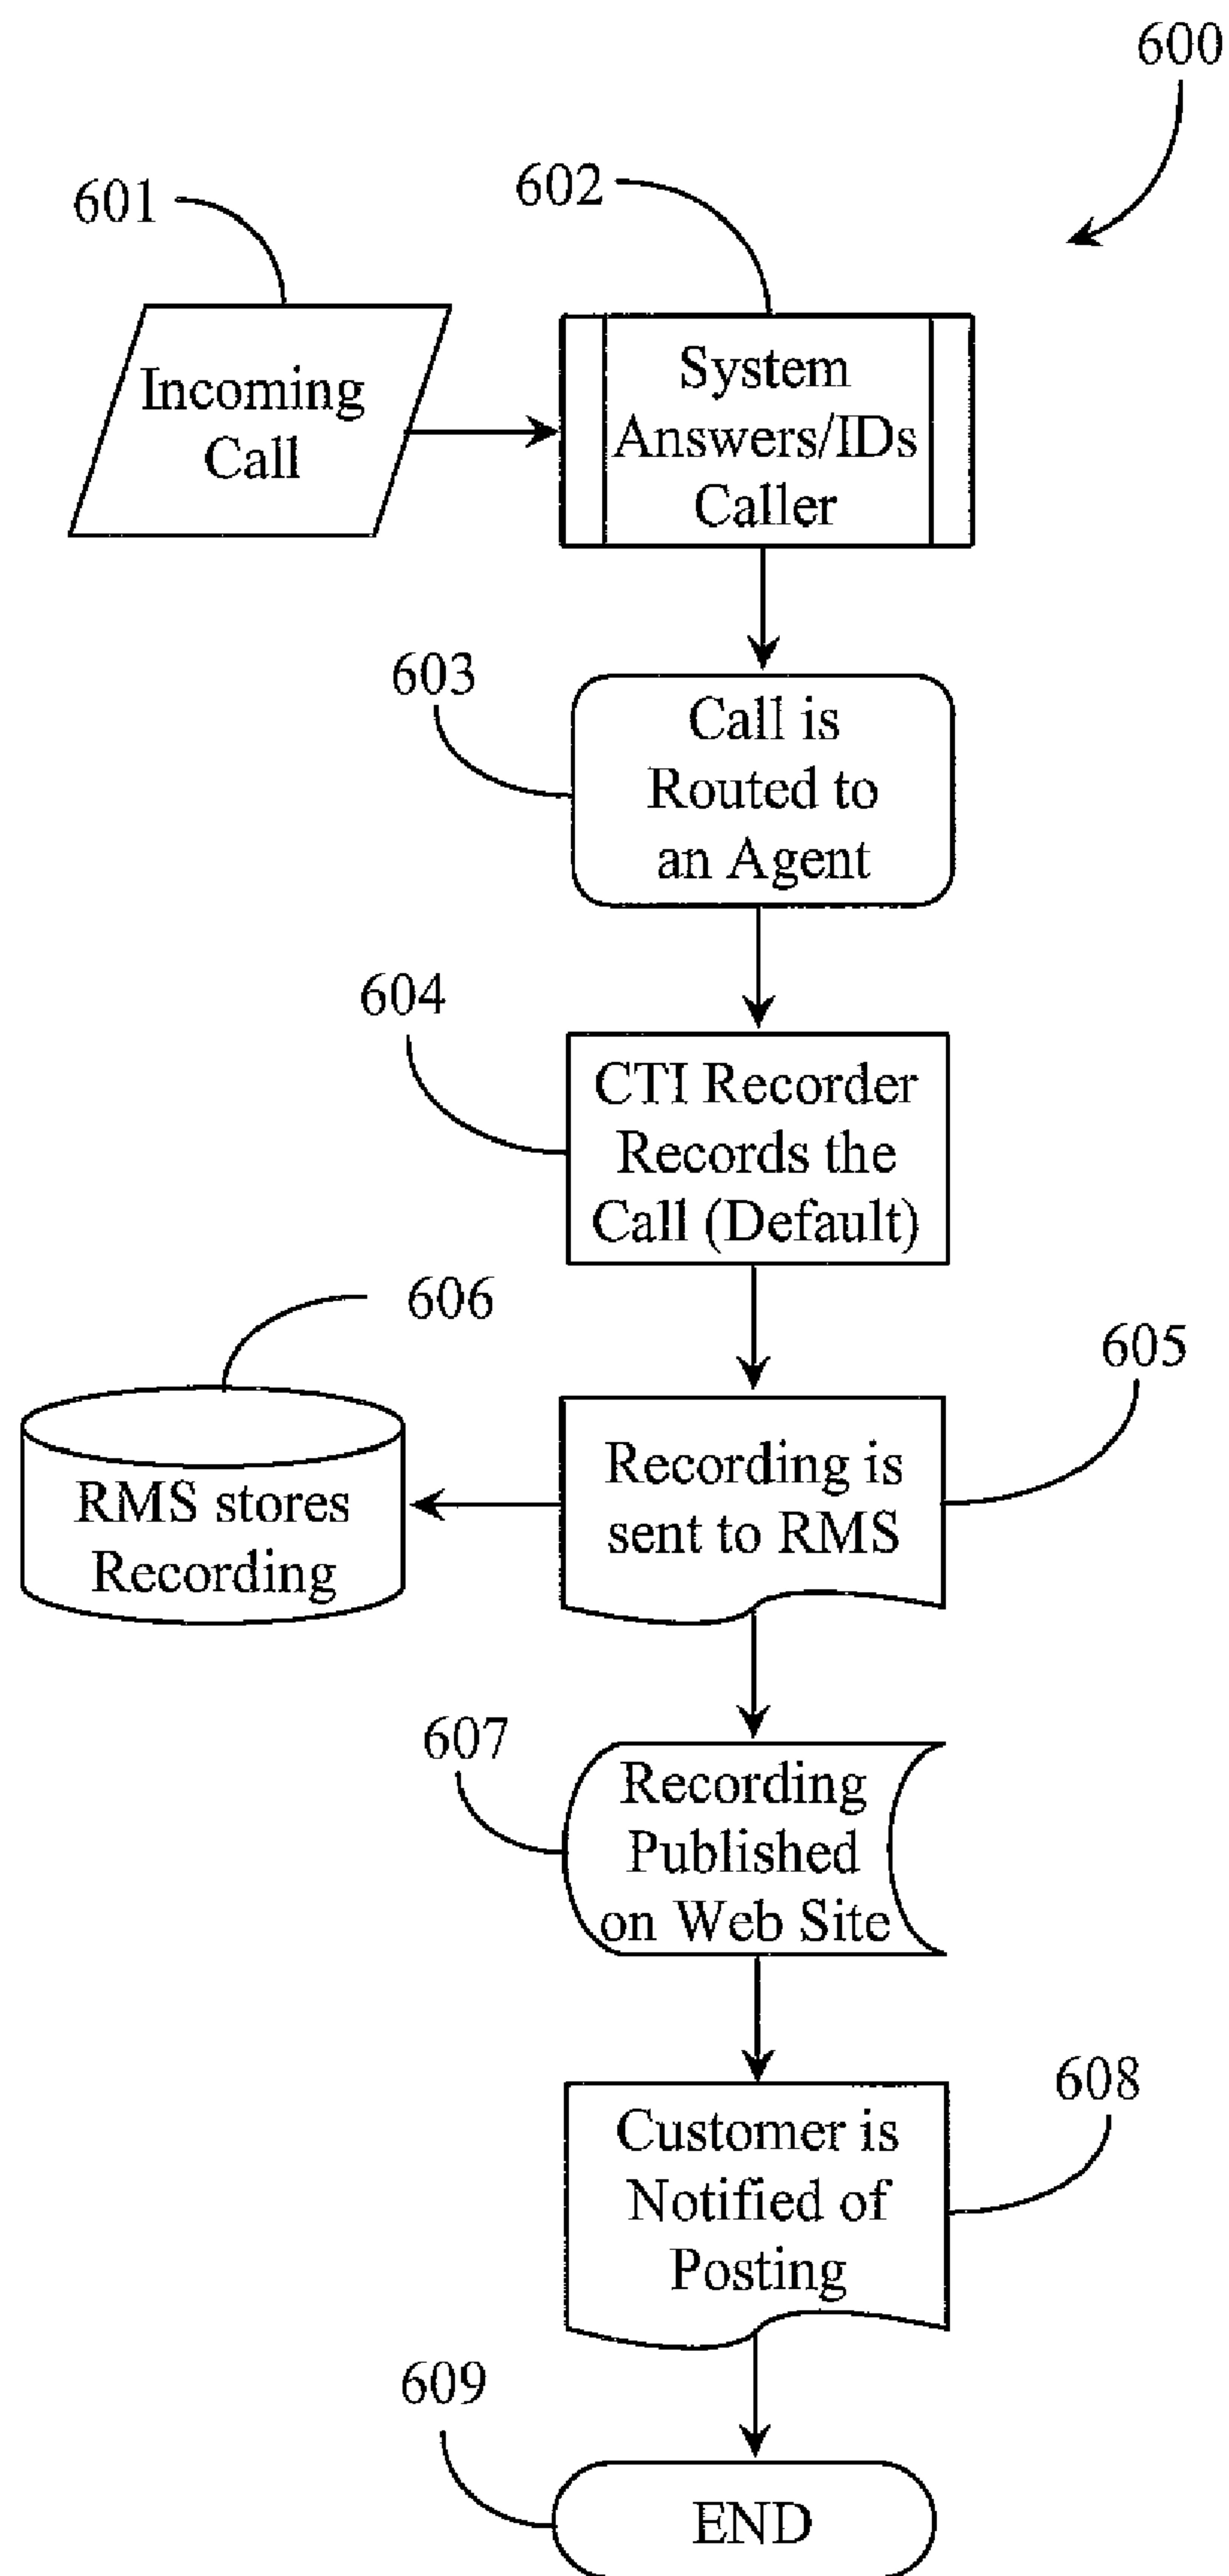 600
601
602
Incoming
Call
System
Answers/IDs
Caller
603
Call is
Routed to
an Agent
604
CTI Recorder
Records the
Call (Default)
606
605
RMS stores
Recording
Recording is
sent to RMS
607
Recording
Published
on Web Site
608
Customer is
Notified of
Posting
609
END